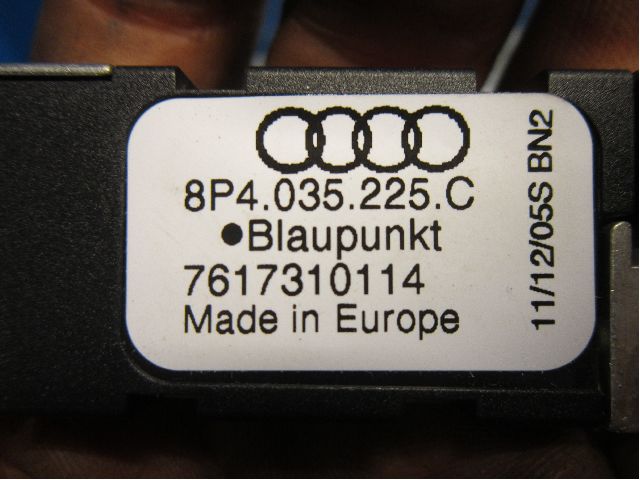 8P4.035.225.C
●Blaupunkt
7617310114
Made in Europe
11/12/05S BN2